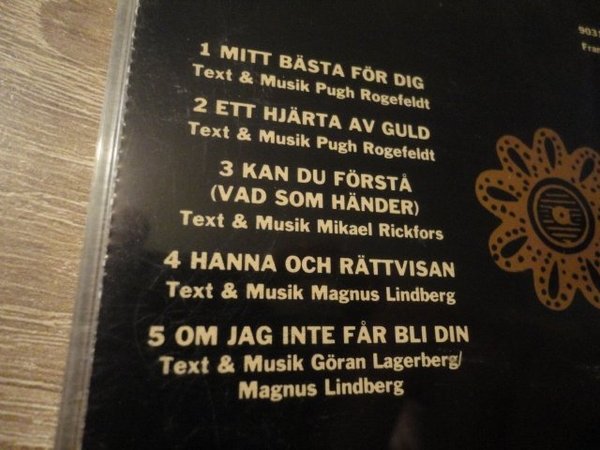 903
Fran
1 MITT BÄSTA FÖR DIG
Text & Musik Pugh Rogefeldt
2 ETT HJÄRTA AV GULD
Text & Musik Pugh Rogefeldt
3 KAN DU FÖRSTÅ
(VAD SOM HÄNDER)
Text & Musik Mikael Rickfors
4 HANNA OCH RÄTTVISAN
Text & Musik Magnus Lindberg
5 OM JAG INTE FÅR BLI DIN
Text & Musik Göran Lagerberg/
Magnus Lindberg